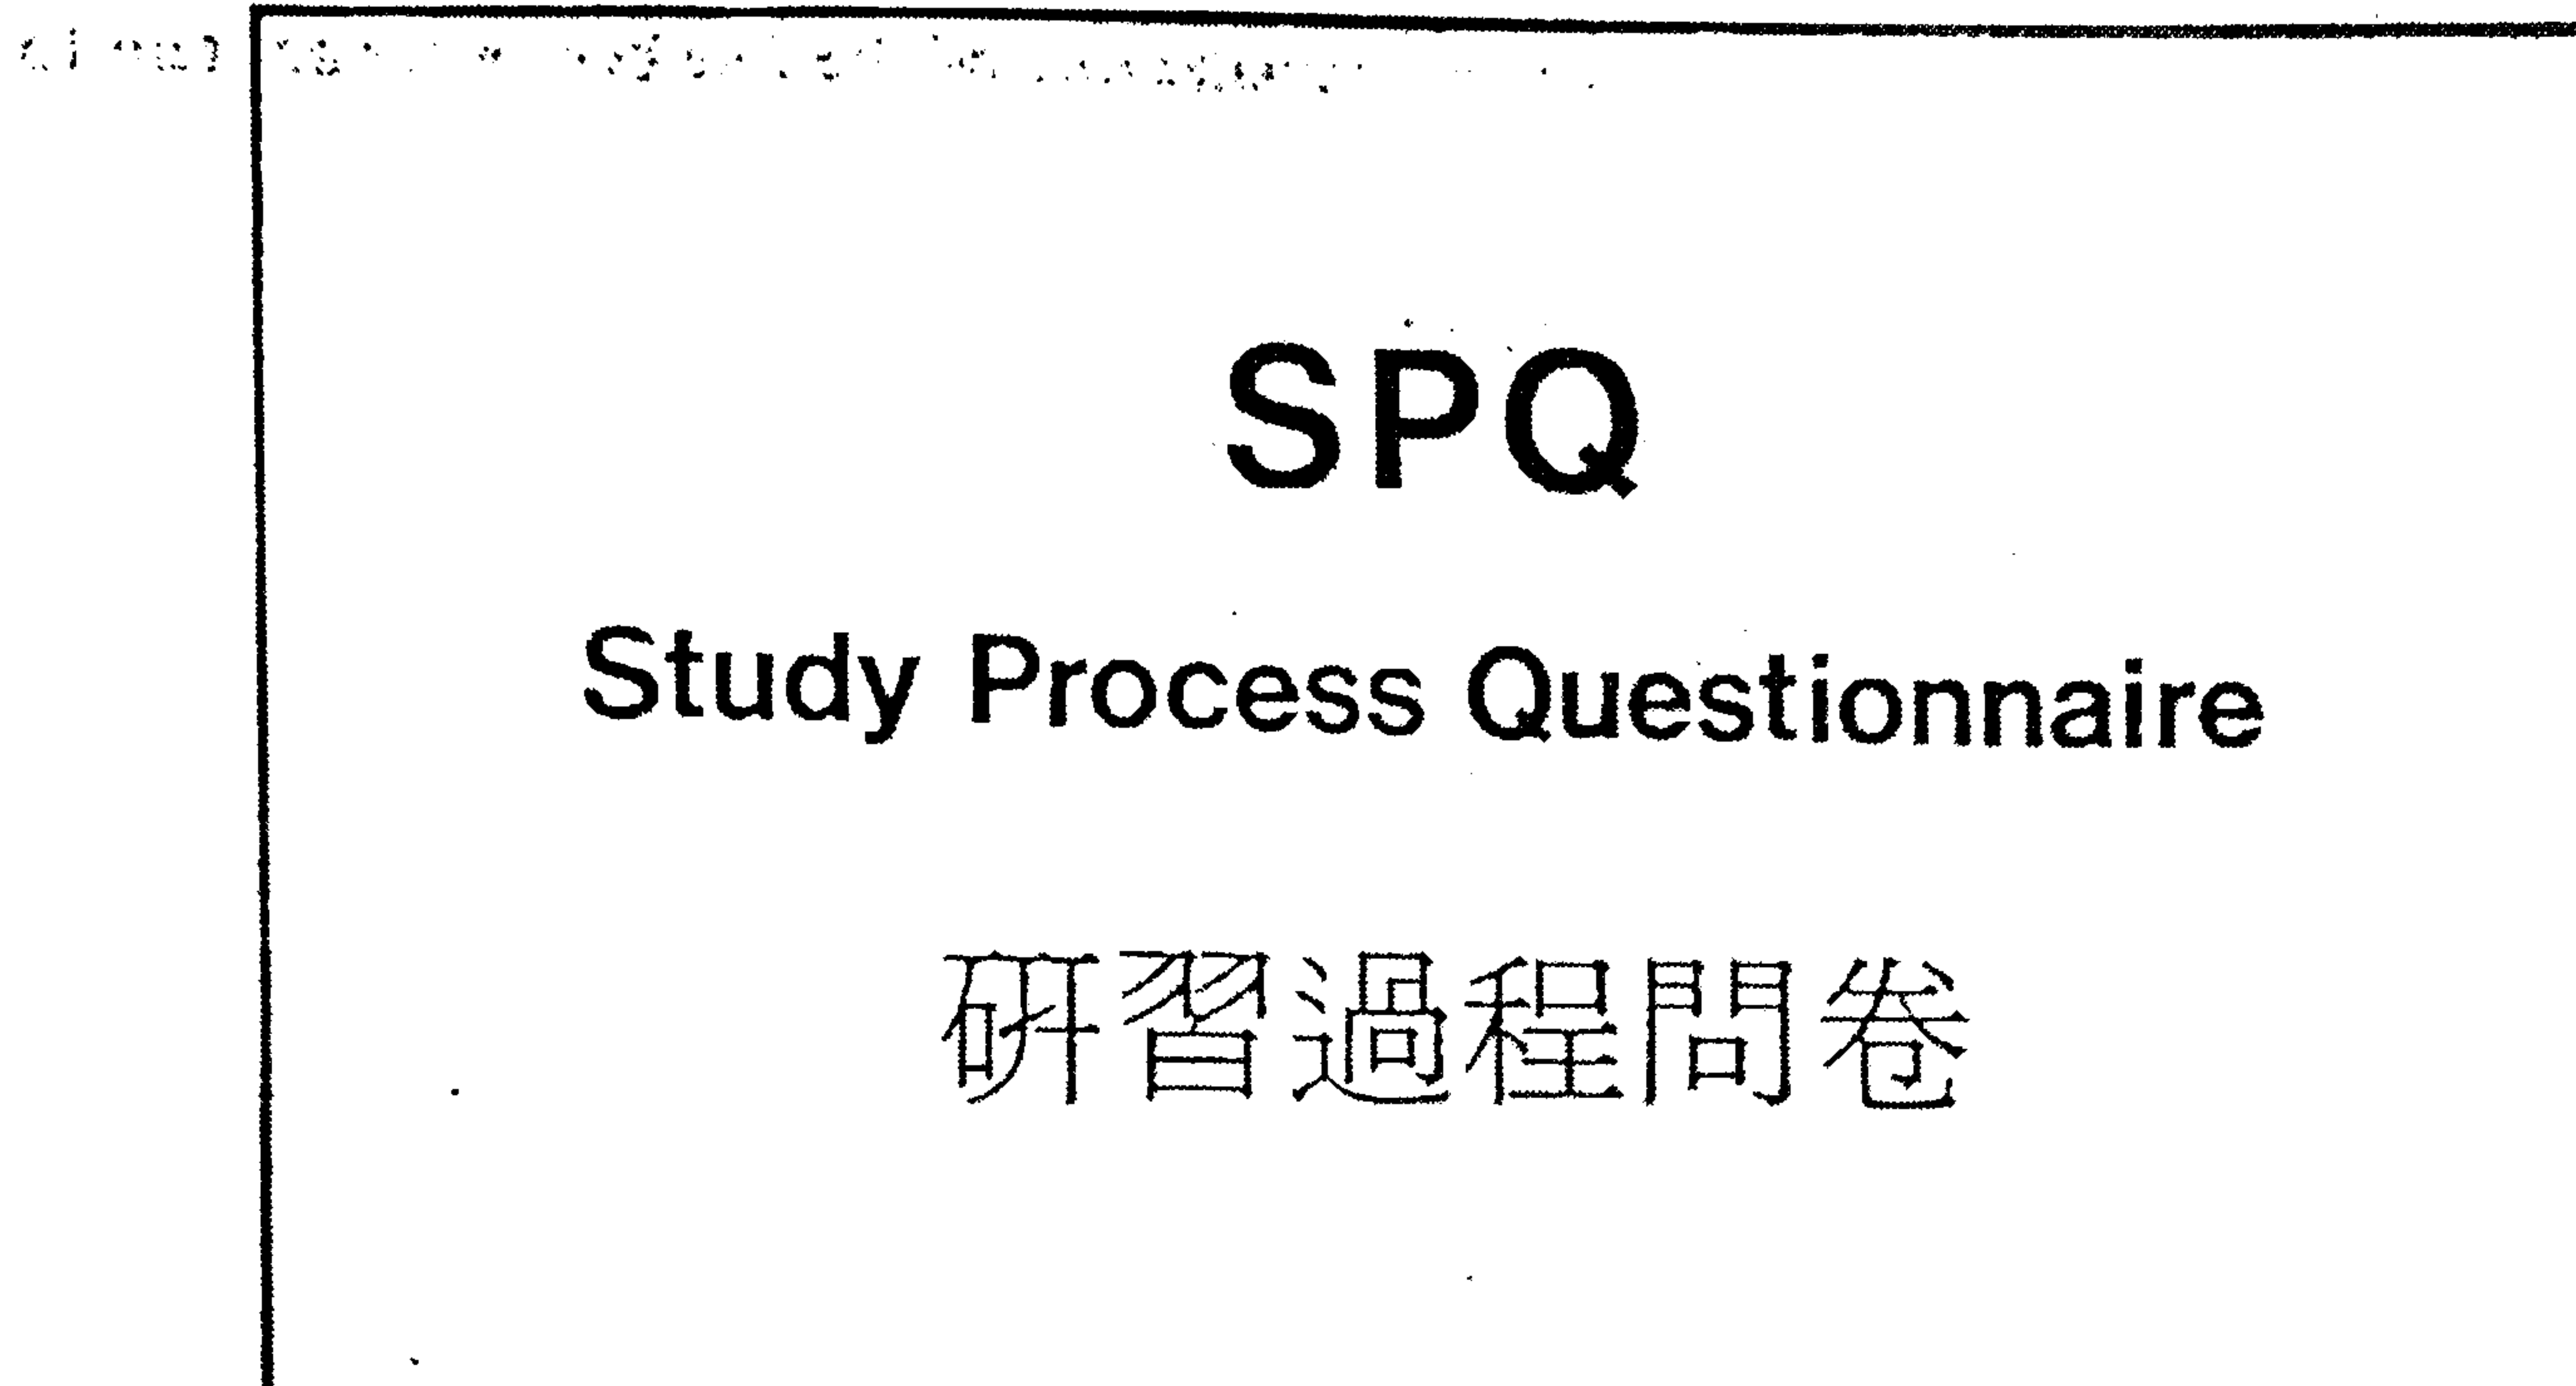 SPQ
Study Process Questionnaire
研習過程問卷